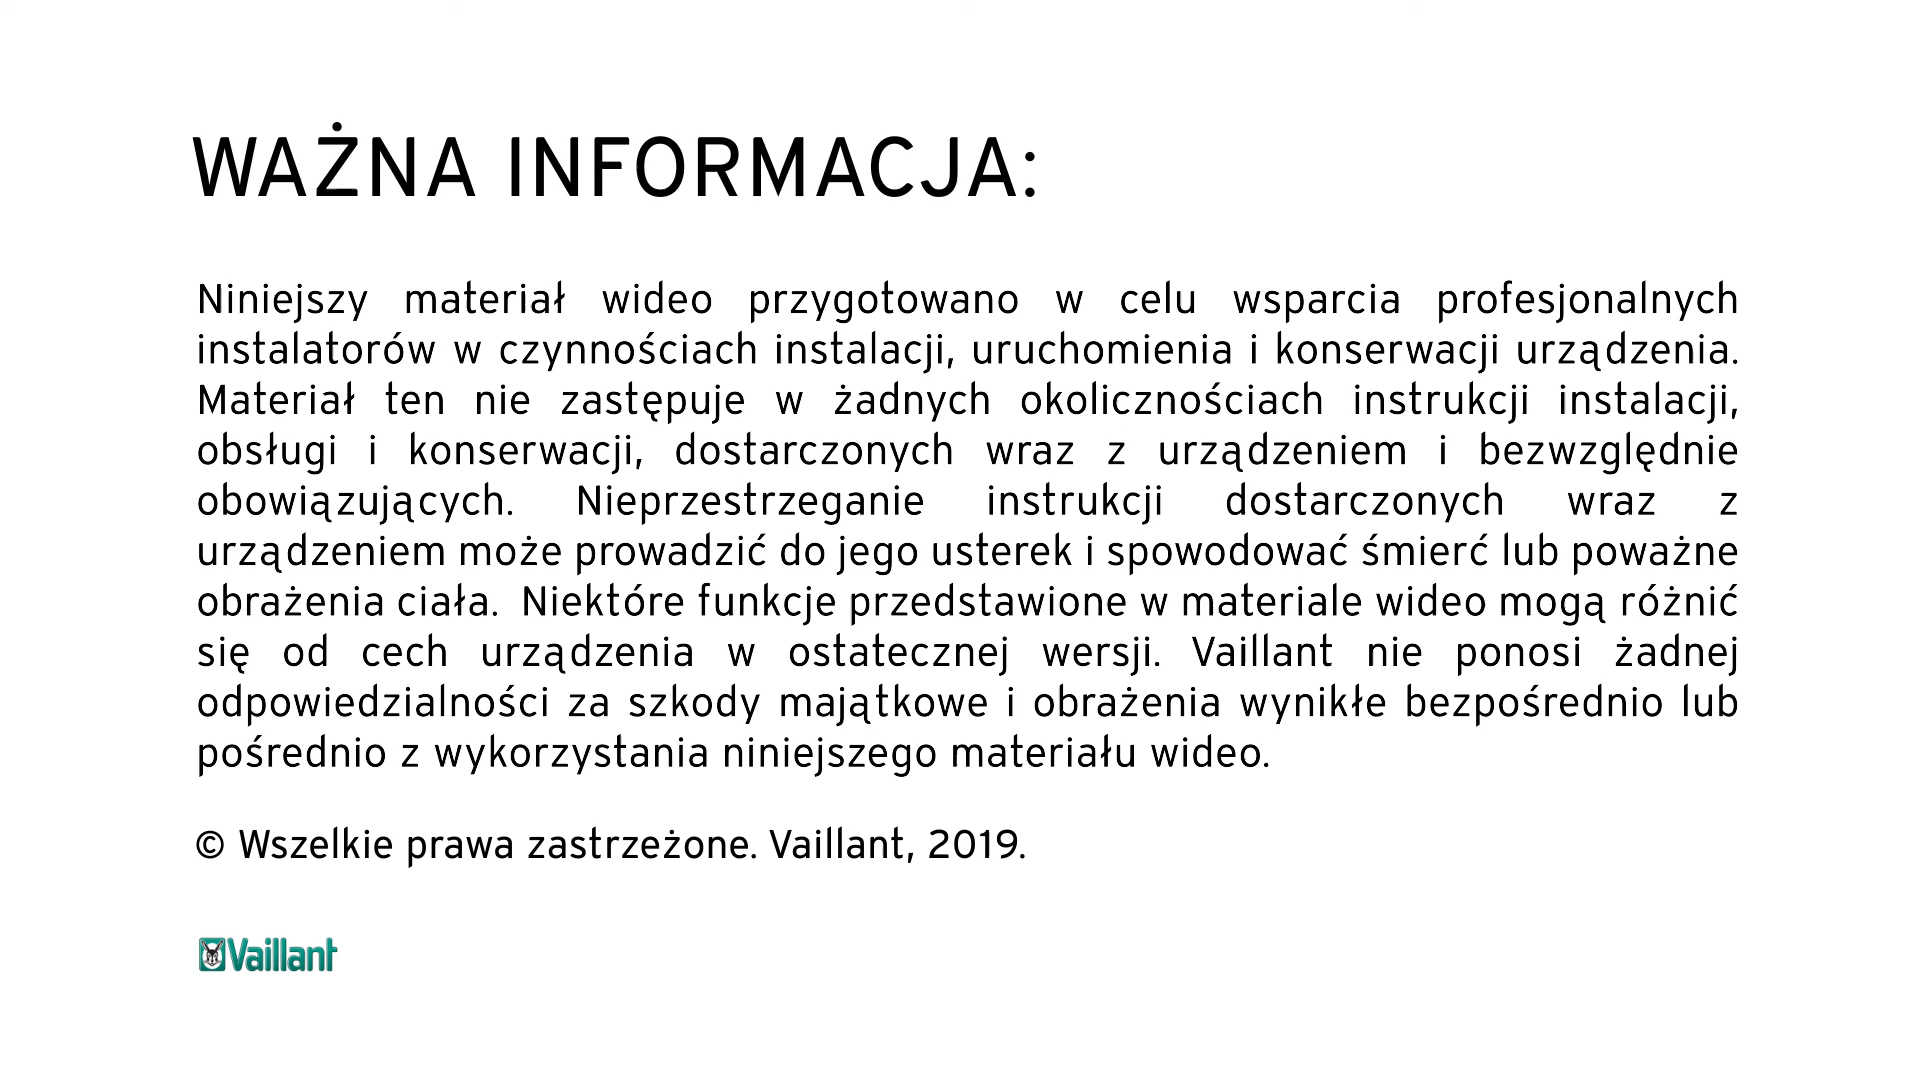 WAŻNA INFORMACJA:
Niniejszy materiał wideo przygotowano w celu wsparcia profesjonalnych
instalatorów w czynnościach instalacji, uruchomienia i konserwacji urządzenia.
Materiał ten nie zastępuje w żadnych okolicznościach instrukcji instalacji,
obsługi i konserwacji, dostarczonych wraz z urządzeniem i bezwzględnie
obowiązujących. Nieprzestrzeganie instrukcji dostarczonych wraz z
urządzeniem może prowadzić do jego usterek i spowodować śmierć lub poważne
obrażenia ciała. Niektóre funkcje przedstawione w materiale wideo mogą różnić
się od cech urządzenia w ostatecznej wersji. Vaillant nie ponosi żadnej
odpowiedzialności za szkody majątkowe i obrażenia wynikłe bezpośrednio lub
pośrednio z wykorzystania niniejszego materiału wideo.
© Wszelkie prawa zastrzeżone. Vaillant, 2019.
Vaillant